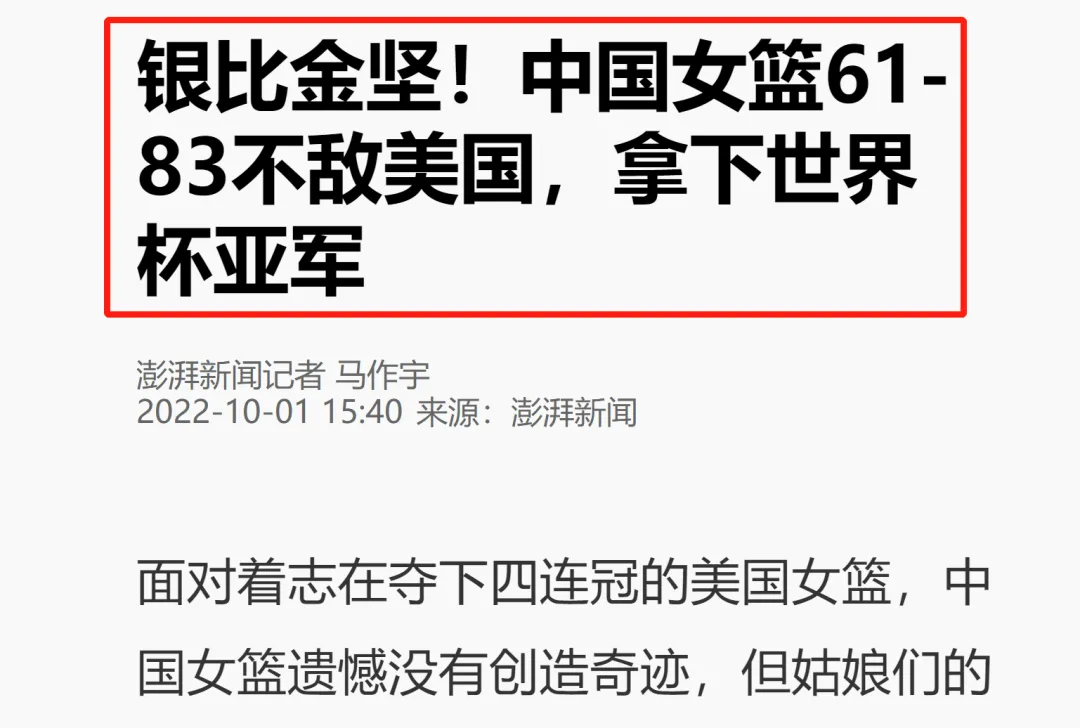 银比金坚！中国女篮61-
83不敌美国，拿下世界
杯亚军
澎湃新闻记者 马作宇
2022-10-01 15:40 来源：澎湃新闻
面对着志在夺下四连冠的美国女篮，中
国女篮遗憾没有创造奇迹，但姑娘们的